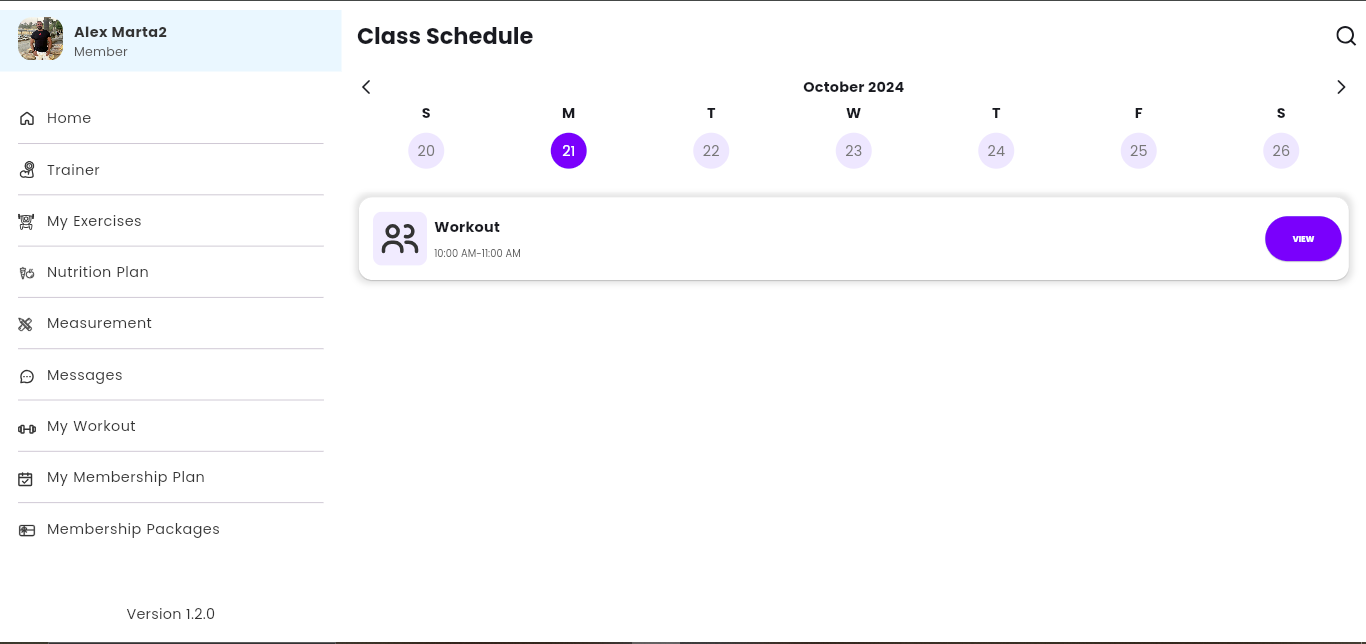 Alex Marta2
Member
Home
Trainer
My Exercises
Nutrition Plan
Measurement
Messages
My Workout
My Membership Plan
Membership Packages
Version 1.2.0
Class Schedule
October 2024
S M T W T F S
20 21 22 23 24 25 26
Workout
10:00 AM-11:00 AM
VIEW